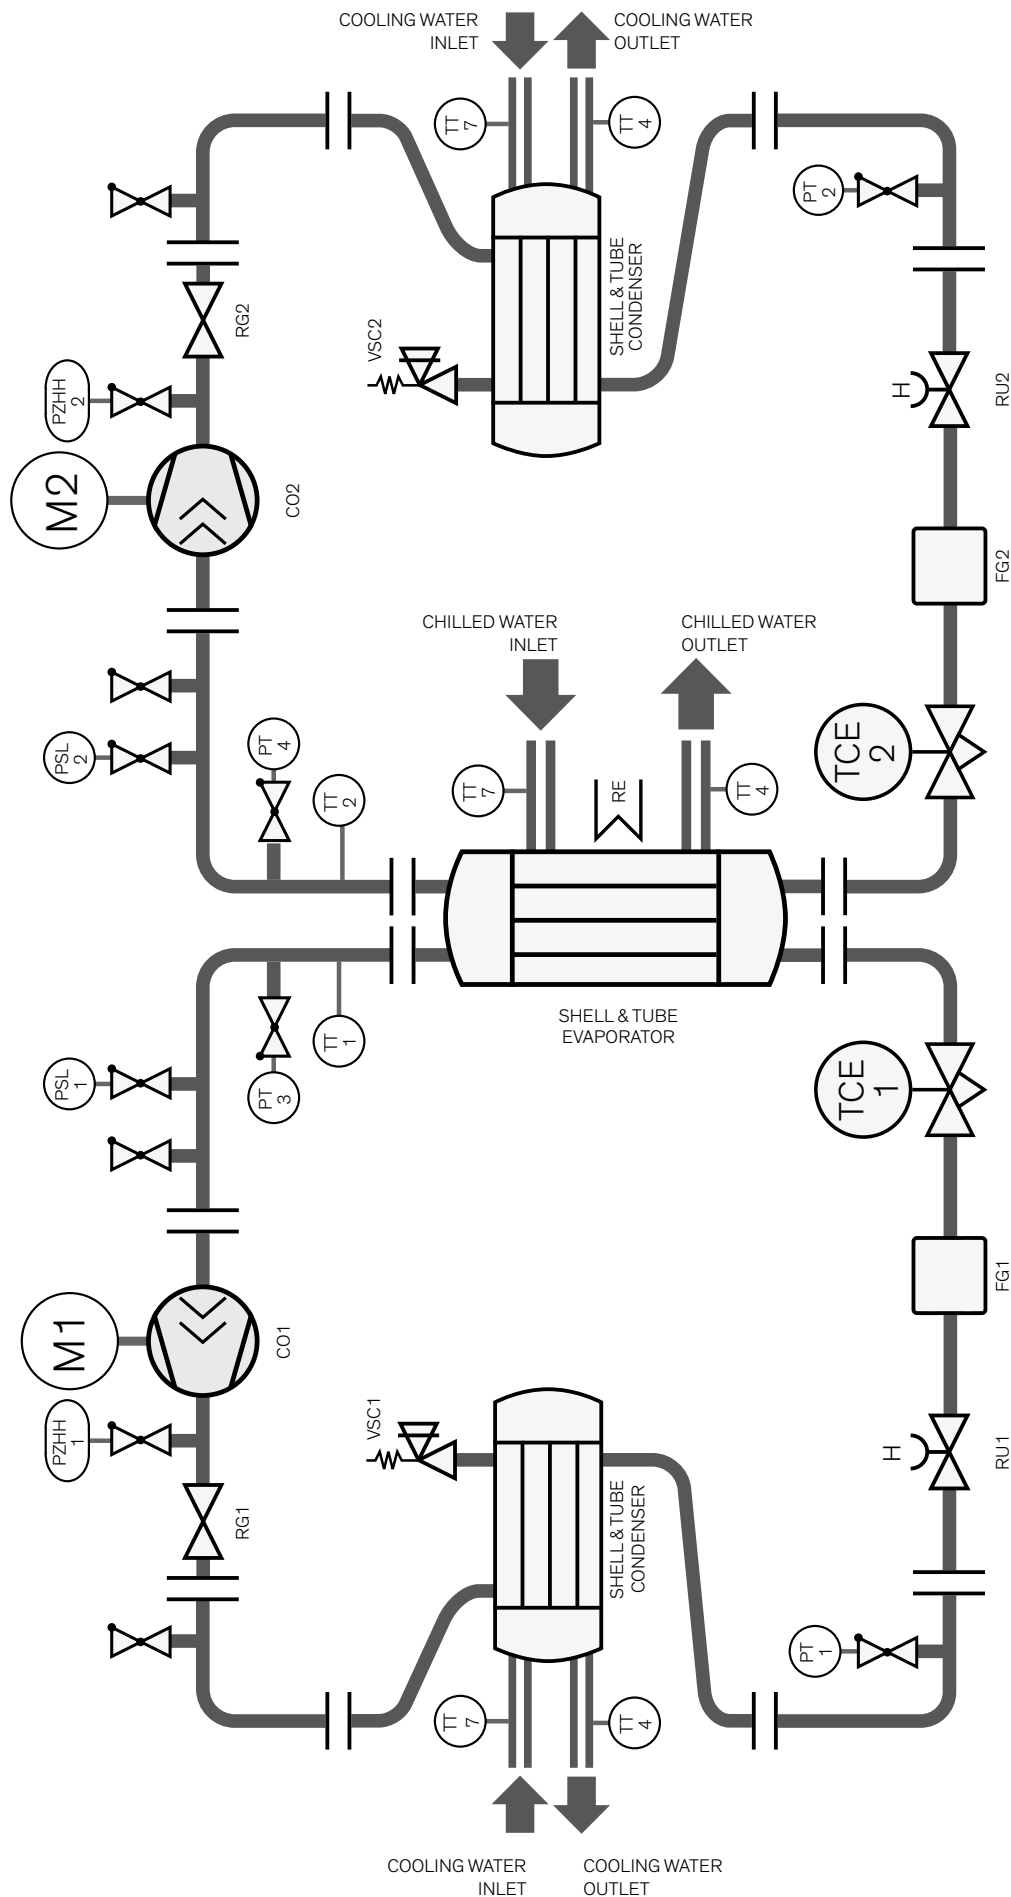 COOLING WATER
INLET
COOLING WATER
OUTLET
TT
7
TT
4
PT
2
SHELL & TUBE
CONDENSER
VSC2
RG2
PZHH
2
H
RU2
M2
CO2
FG2
CHILLED WATER
INLET
CHILLED WATER
OUTLET
PSL
2
PT
4
TT
2
TT
7
RE
TT
4
TCE
2
SHELL & TUBE
EVAPORATOR
PSL
1
PT
3
TT
1
TCE
1
M1
CO1
FG1
PZHH
1
VSC1
H
RU1
RG1
SHELL & TUBE
CONDENSER
PT
1
TT
7
TT
4
COOLING WATER
INLET
COOLING WATER
OUTLET